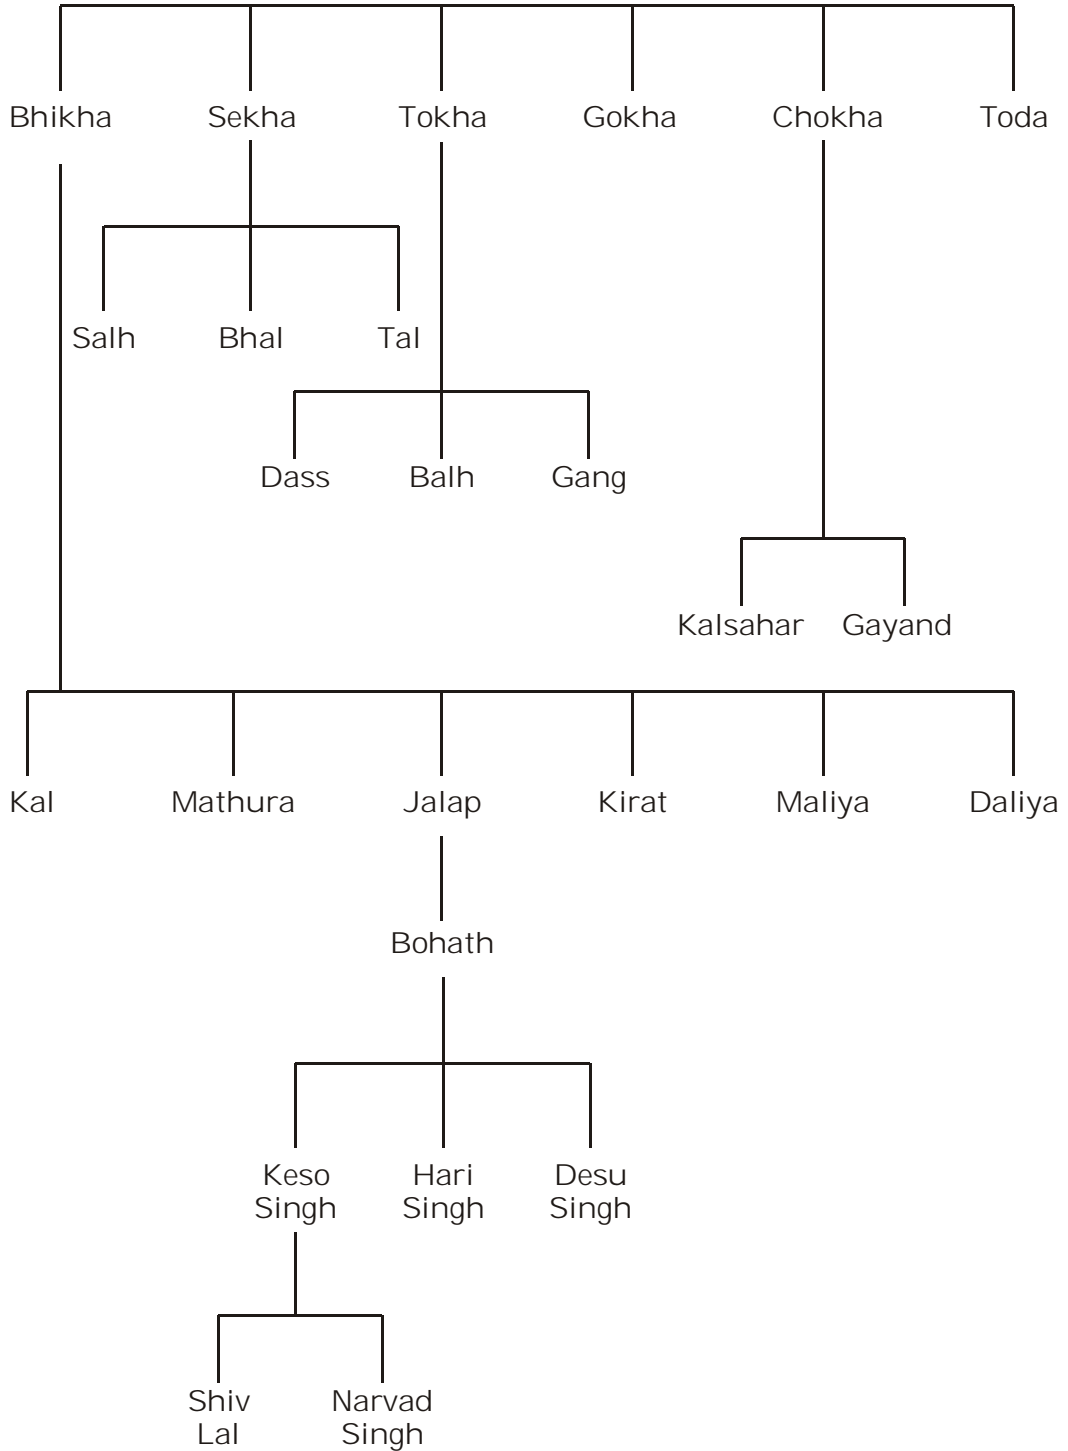 Bhikha Sekha Tokha Gokha Chokha Toda
Salh Bhal Tal
Dass Balh Gang
Kalsahar Gayand
Kal Mathura Jalap Kirat Maliya Daliya
Bohath
Keso Hari Desu
Singh Singh Singh
Shiv Narvad
Lal Singh